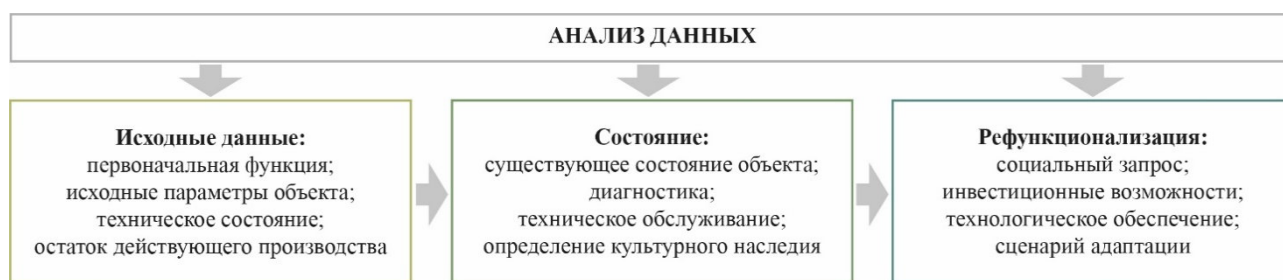 АНАЛИЗ ДАННЫХ
Исходные данные:
первоначальная функция;
исходные параметры объекта;
техническое состояние;
остаток действующего производства
Состояние:
существующее состояние объекта;
диагностика;
техническое обслуживание;
определение культурного наследия
Рефункционализация:
социальный запрос;
инвестиционные возможности;
технологическое обеспечение;
сценарий адаптации